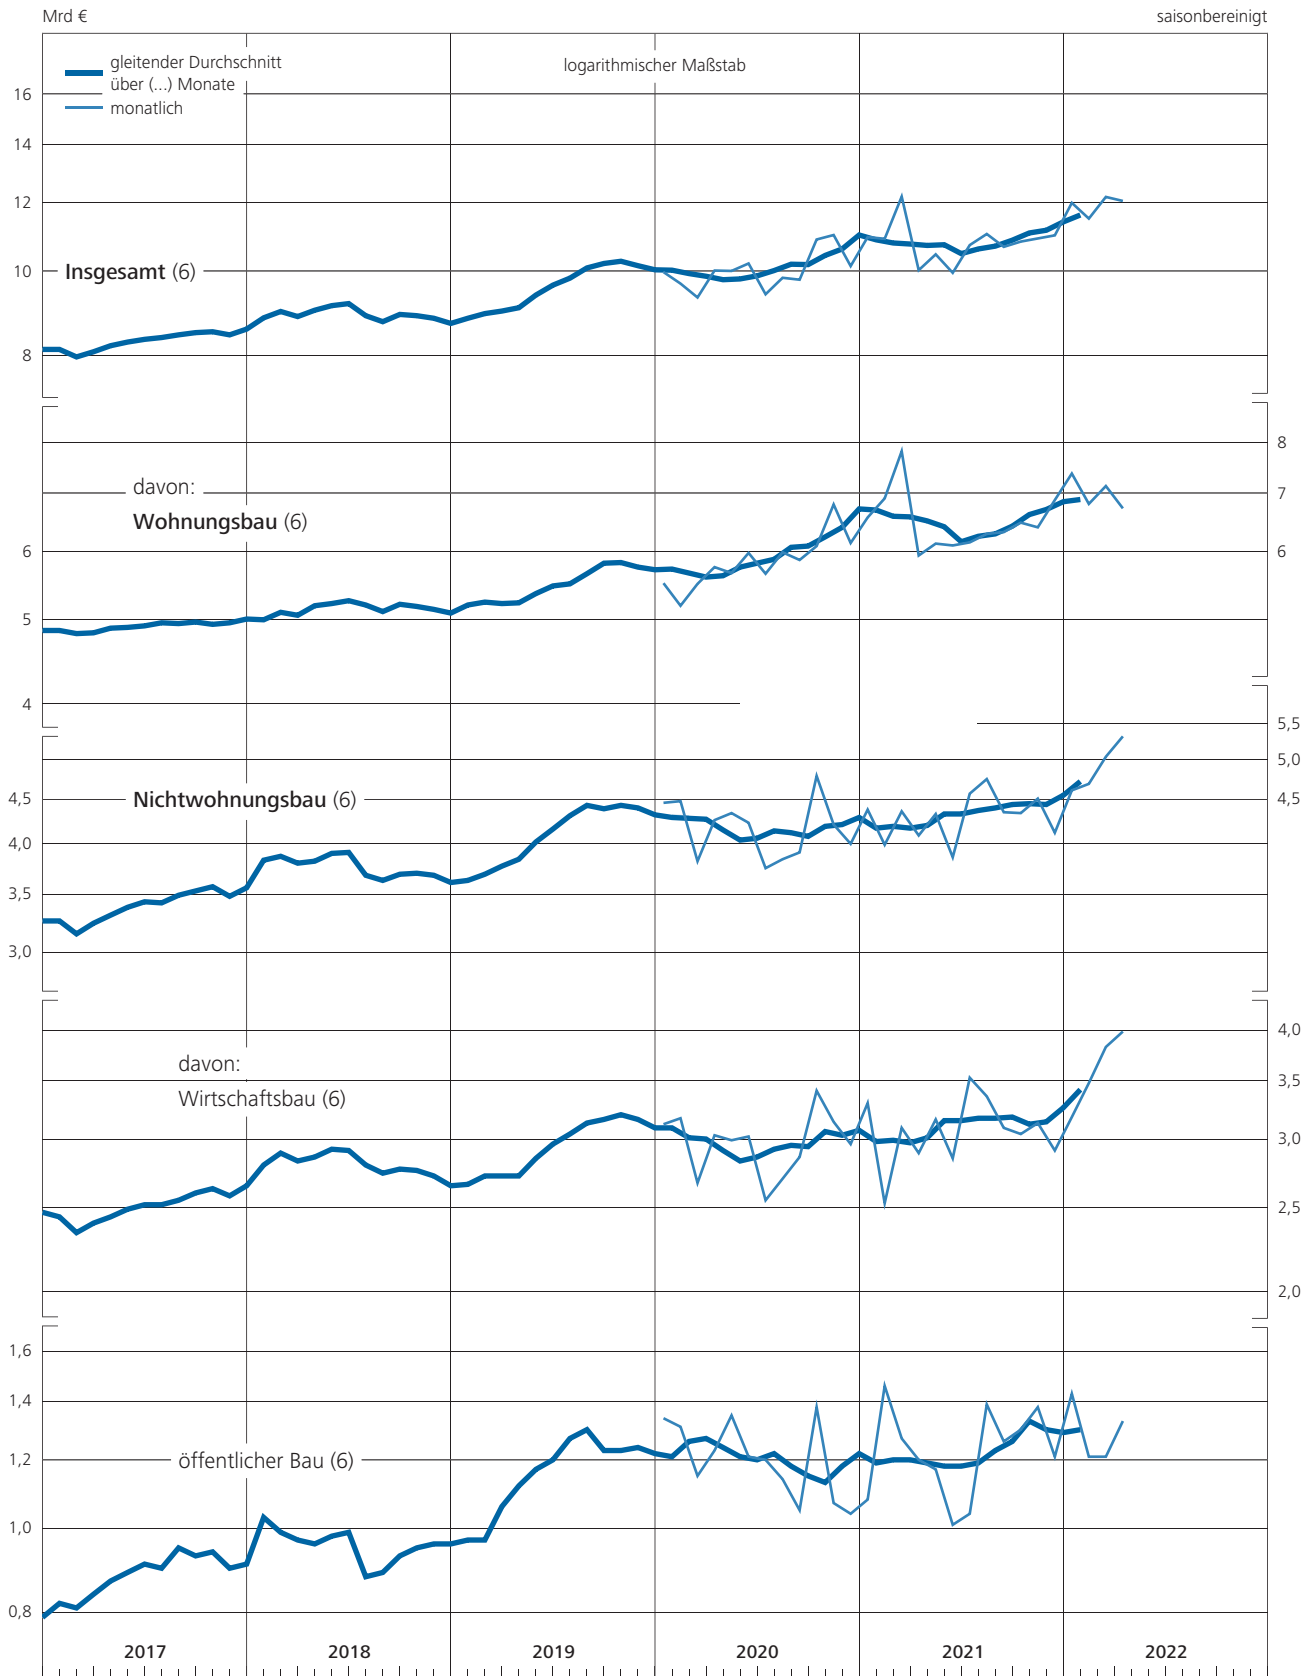 Mrd €
saisonbereinigt
gleitender Durchschnitt
über (...) Monate
monatlich
logarithmischer Maßstab
16
14
12
10
8
Insgesamt (6)
8
7
6
davon:
Wohnungsbau (6)
6
5
4
5,5
5,0
4,5
Nichtwohnungsbau (6)
4,5
4,0
3,5
3,0
4,0
3,5
3,0
2,5
2,0
davon:
Wirtschaftsbau (6)
1,6
1,4
1,2
1,0
0,8
öffentlicher Bau (6)
2017 2018 2019 2020 2021 2022